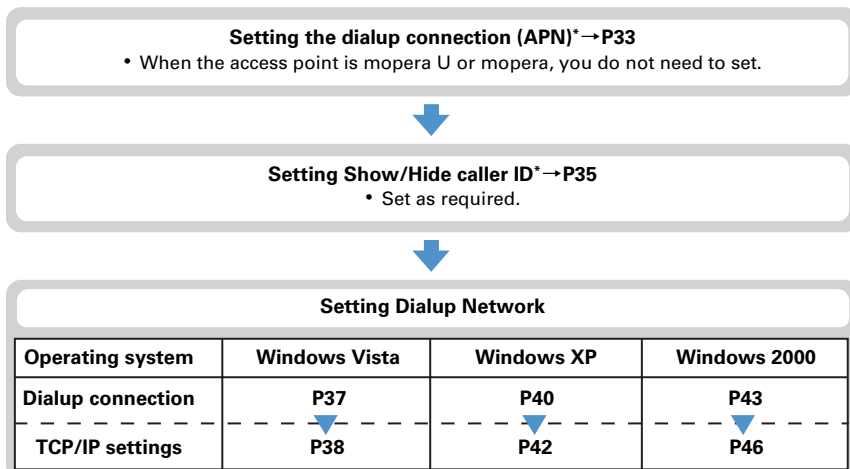 Setting the dialup connection (APN)*→P33
• When the access point is mopera U or mopera, you do not need to set.
Setting Show/Hide caller ID*→P35
• Set as required.
Setting Dialup Network
Operating system Windows Vista Windows XP Windows 2000
Dialup connection P37 P40 P43
TCP/IP settings P38 P42 P46